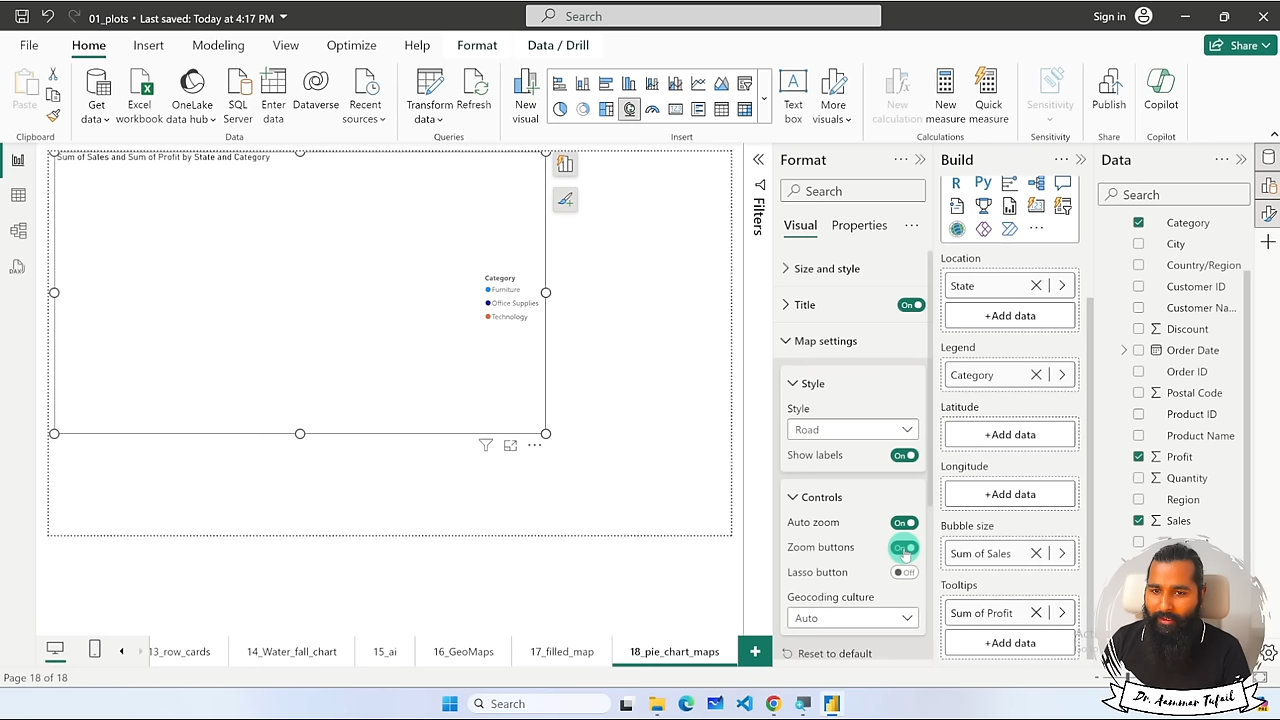 01_plots • Last saved: Today at 4:17 PM
Search
Sign in
File
Home
Insert
Modeling
View
Optimize
Help
Format
Data / Drill
Share
Paste
Get data
Excel workbook
OneLake data hub
SQL Server
Enter data
Dataverse
Recent sources
Transform data
Refresh
New visual
Text box
More visuals
New calculation
New measure
Quick measure
Sensitivity
Publish
Copilot
Clipboard
Data
Queries
Insert
Calculations
Sensitivity
Share
Copilot
Sum of Sales and Sum of Profit by State and Category
Category
Furniture
Office Supplies
Technology
Filters
Format
Search
Visual
Properties
Size and style
Title
On
Map settings
Style
Style
Road
Show labels
On
Controls
Auto zoom
On
Zoom buttons
On
Lasso button
Off
Geocoding culture
Auto
Reset to default
Build
R
Py
Location
State
+Add data
Legend
Category
Latitude
+Add data
Longitude
+Add data
Bubble size
Sum of Sales
Tooltips
Sum of Profit
+Add data
Data
Search
Category
City
Country/Region
Customer ID
Customer Na...
Discount
Order Date
Order ID
Postal Code
Product ID
Product Name
Profit
Quantity
Region
Sales
13_row_cards
14_Water_fall_chart
15_ai
16_GeoMaps
17_filled_map
18_pie_chart_maps
Page 18 of 18
Search
Dr. Aammar Tufail